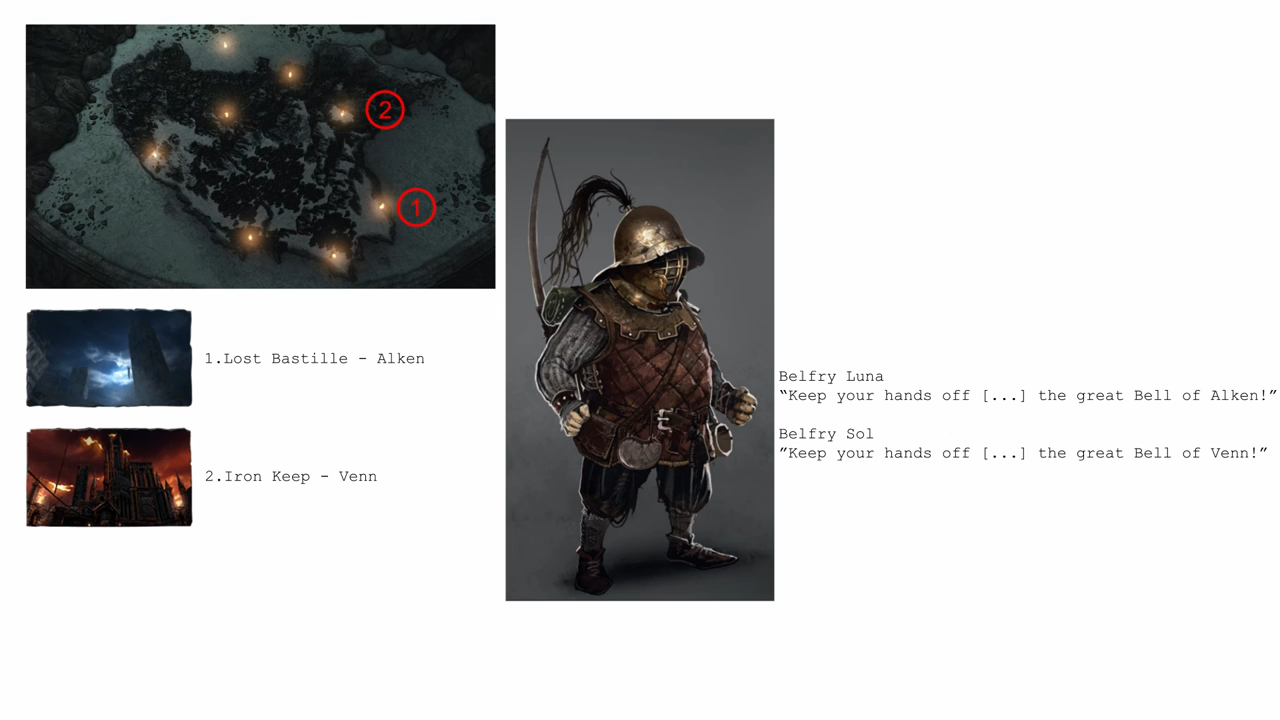 2
1
1.Lost Bastille - Alken
2.Iron Keep - Venn
Belfry Luna
“Keep your hands off [...] the great Bell of Alken!”
Belfry Sol
”Keep your hands off [...] the great Bell of Venn!”